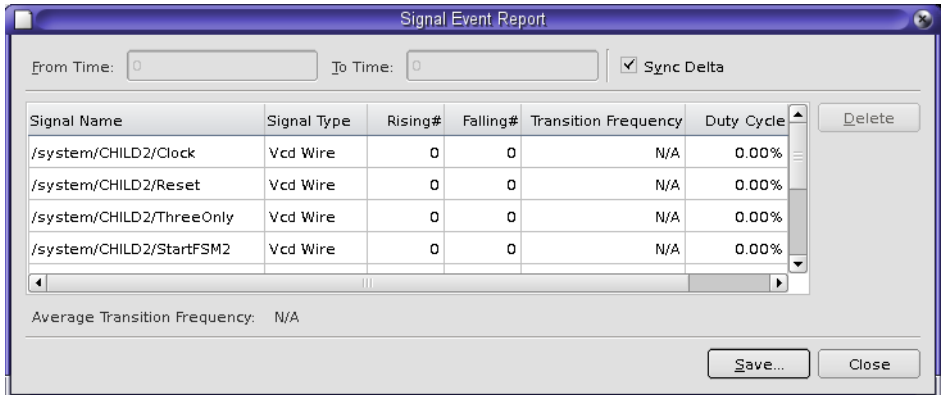 Signal Event Report
From Time: 0 To Time: 0 Sync Delta
Signal Name Signal Type Rising# Falling# Transition Frequency Duty Cycle Delete
/system/CHILD2/Clock Vcd Wire 0 0 N/A 0.00%
/system/CHILD2/Reset Vcd Wire 0 0 N/A 0.00%
/system/CHILD2/ThreeOnly Vcd Wire 0 0 N/A 0.00%
/system/CHILD2/StartFSM2 Vcd Wire 0 0 N/A 0.00%
Average Transition Frequency: N/A
Save... Close